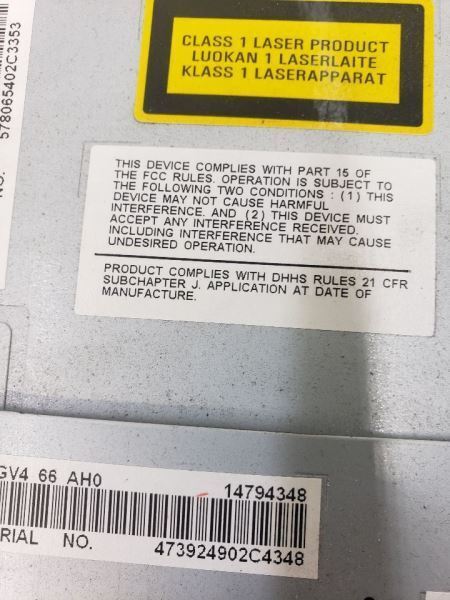 578065402C3353
NO.
CLASS 1 LASER PRODUCT
LUOKAN 1 LASERLAITE
KLASS 1 LASERAPPARAT
THIS DEVICE COMPLIES WITH PART 15 OF
THE FCC RULES. OPERATION IS SUBJECT TO
THE FOLLOWING TWO CONDITIONS : (1) THIS
DEVICE MAY NOT CAUSE HARMFUL
INTERFERENCE. AND (2) THIS DEVICE MUST
ACCEPT ANY INTERFERENCE RECEIVED.
INCLUDING INTERFERENCE THAT MAY CAUSE
UNDESIRED OPERATION.
PRODUCT COMPLIES WITH DHHS RULES 21 CFR
SUBCHAPTER J. APPLICATION AT DATE OF
MANUFACTURE.
GV4 66 AH0 14794348
RIAL NO. 473924902C4348